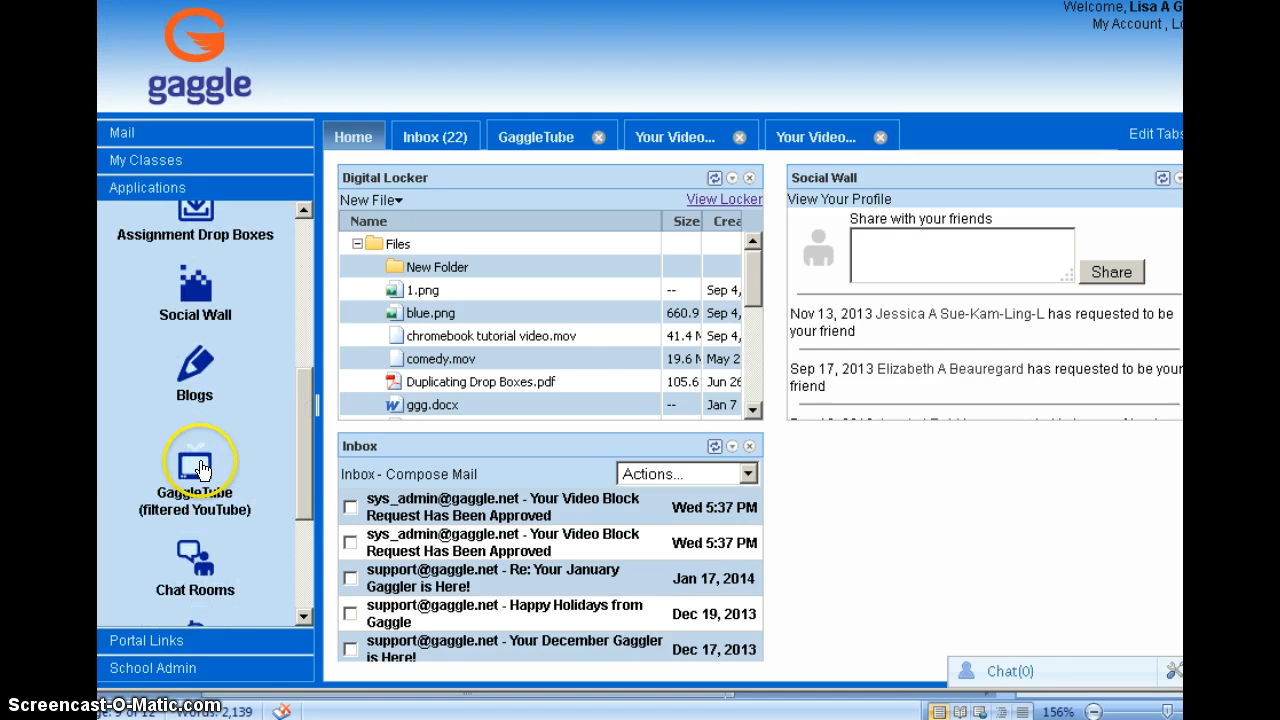 Welcome, Lisa A G
My Account , Lo
gaggle
Mail
My Classes
Applications
Assignment Drop Boxes
Social Wall
Blogs
GaggleTube
(filtered YouTube)
Chat Rooms
Portal Links
School Admin
Home
Inbox (22)
GaggleTube
Your Video...
Your Video...
Edit Tabs
Digital Locker
New File
View Locker
Name Size Crea
Files
New Folder
1.png -- Sep 4,
blue.png 660.9 Sep 4,
chromebook tutorial video.mov 41.4 M Sep 4,
comedy.mov 19.6 M May 2
Duplicating Drop Boxes.pdf 105.6 Jun 26
ggg.docx -- Jan 7
Inbox
Inbox - Compose Mail
Actions...
sys_admin@gaggle.net - Your Video Block
Request Has Been Approved
Wed 5:37 PM
sys_admin@gaggle.net - Your Video Block
Request Has Been Approved
Wed 5:37 PM
support@gaggle.net - Re: Your January
Gaggler is Here!
Jan 17, 2014
support@gaggle.net - Happy Holidays from
Gaggle
Dec 19, 2013
support@gaggle.net - Your December Gaggler
is Here!
Dec 17, 2013
Social Wall
View Your Profile
Share with your friends
Share
Nov 13, 2013 Jessica A Sue-Kam-Ling-L has requested to be
your friend
Sep 17, 2013 Elizabeth A Beauregard has requested to be your
friend
Chat(0)
Screencast-O-Matic.com
Words: 2,139
156%